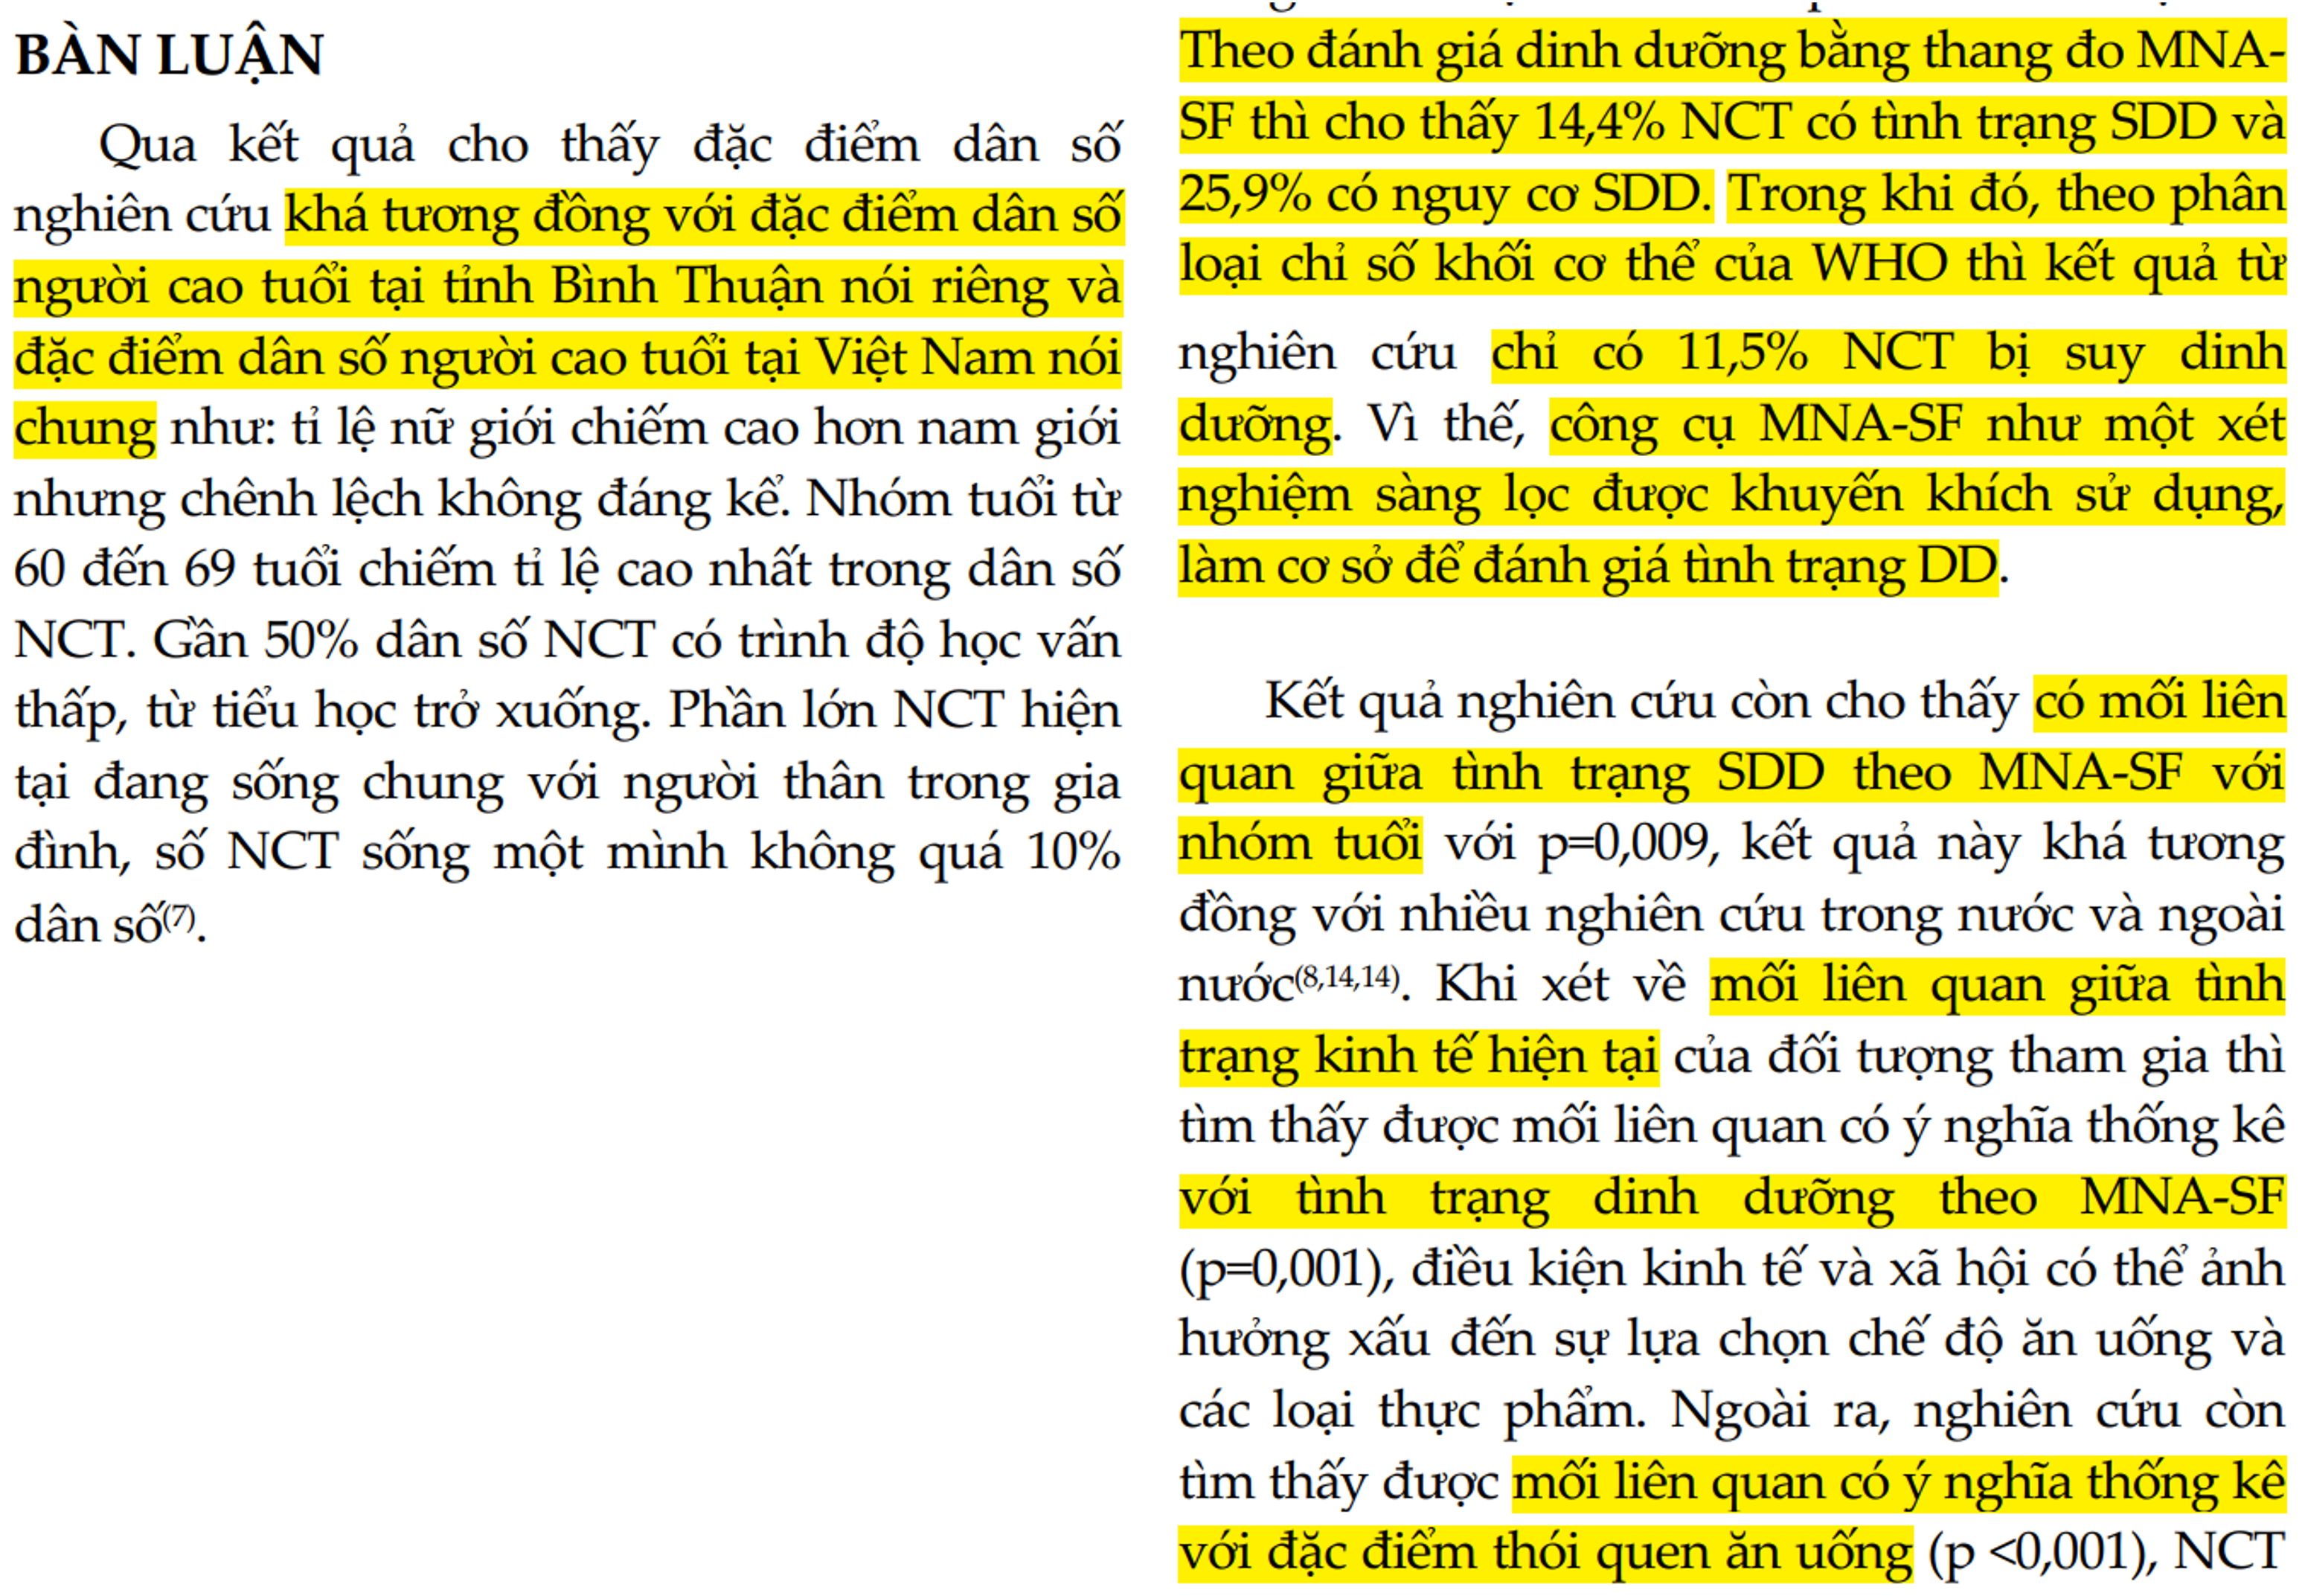 BÀN LUẬN
Qua kết quả cho thấy đặc điểm dân số
nghiên cứu khá tương đồng với đặc điểm dân số
người cao tuổi tại tỉnh Bình Thuận nói riêng và
đặc điểm dân số người cao tuổi tại Việt Nam nói
chung như: tỉ lệ nữ giới chiếm cao hơn nam giới
nhưng chênh lệch không đáng kể. Nhóm tuổi từ
60 đến 69 tuổi chiếm tỉ lệ cao nhất trong dân số
NCT. Gần 50% dân số NCT có trình độ học vấn
thấp, từ tiểu học trở xuống. Phần lớn NCT hiện
tại đang sống chung với người thân trong gia
đình, số NCT sống một mình không quá 10%
dân số(7).
Theo đánh giá dinh dưỡng bằng thang đo MNA-
SF thì cho thấy 14,4% NCT có tình trạng SDD và
25,9% có nguy cơ SDD. Trong khi đó, theo phân
loại chỉ số khối cơ thể của WHO thì kết quả từ
nghiên cứu chỉ có 11,5% NCT bị suy dinh
dưỡng. Vì thế, công cụ MNA-SF như một xét
nghiệm sàng lọc được khuyến khích sử dụng,
làm cơ sở để đánh giá tình trạng DD.
Kết quả nghiên cứu còn cho thấy có mối liên
quan giữa tình trạng SDD theo MNA-SF với
nhóm tuổi với p=0,009, kết quả này khá tương
đồng với nhiều nghiên cứu trong nước và ngoài
nước(8,14,14). Khi xét về mối liên quan giữa tình
trạng kinh tế hiện tại của đối tượng tham gia thì
tìm thấy được mối liên quan có ý nghĩa thống kê
với tình trạng dinh dưỡng theo MNA-SF
(p=0,001), điều kiện kinh tế và xã hội có thể ảnh
hưởng xấu đến sự lựa chọn chế độ ăn uống và
các loại thực phẩm. Ngoài ra, nghiên cứu còn
tìm thấy được mối liên quan có ý nghĩa thống kê
với đặc điểm thói quen ăn uống (p <0,001), NCT